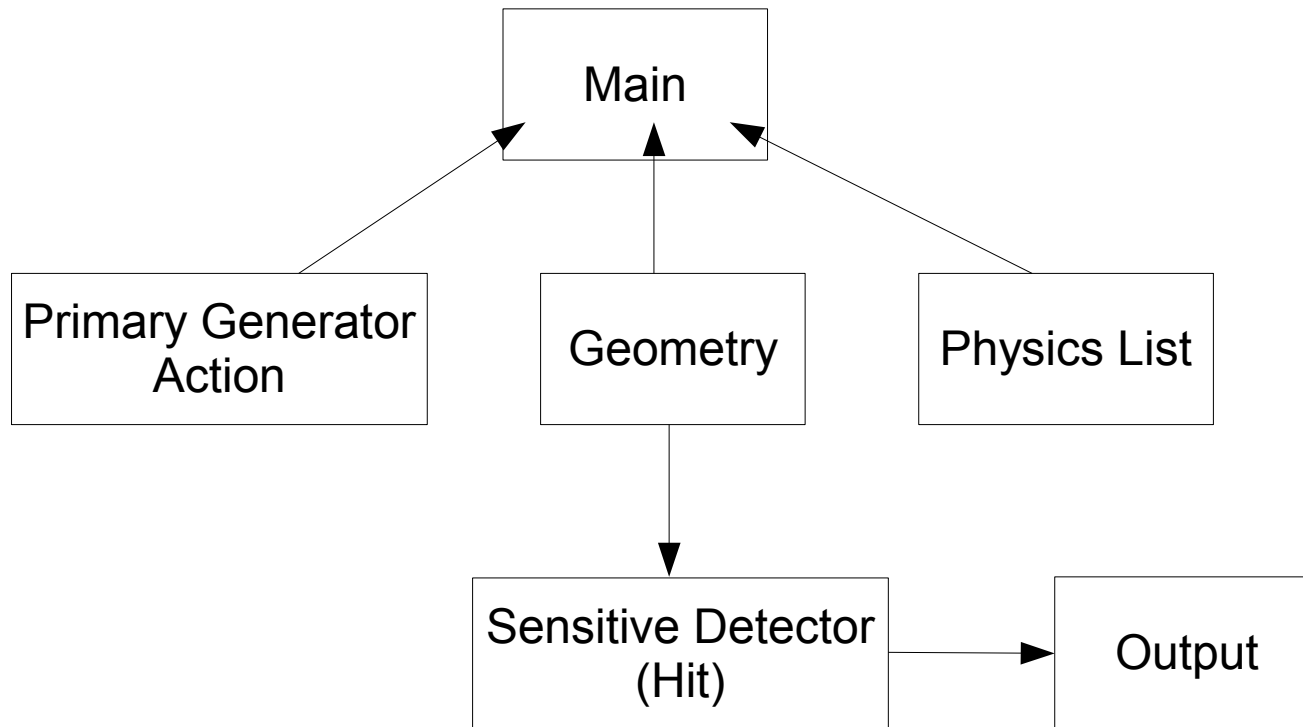 Main
Primary Generator
Action
Geometry
Physics List
Sensitive Detector
(Hit)
Output